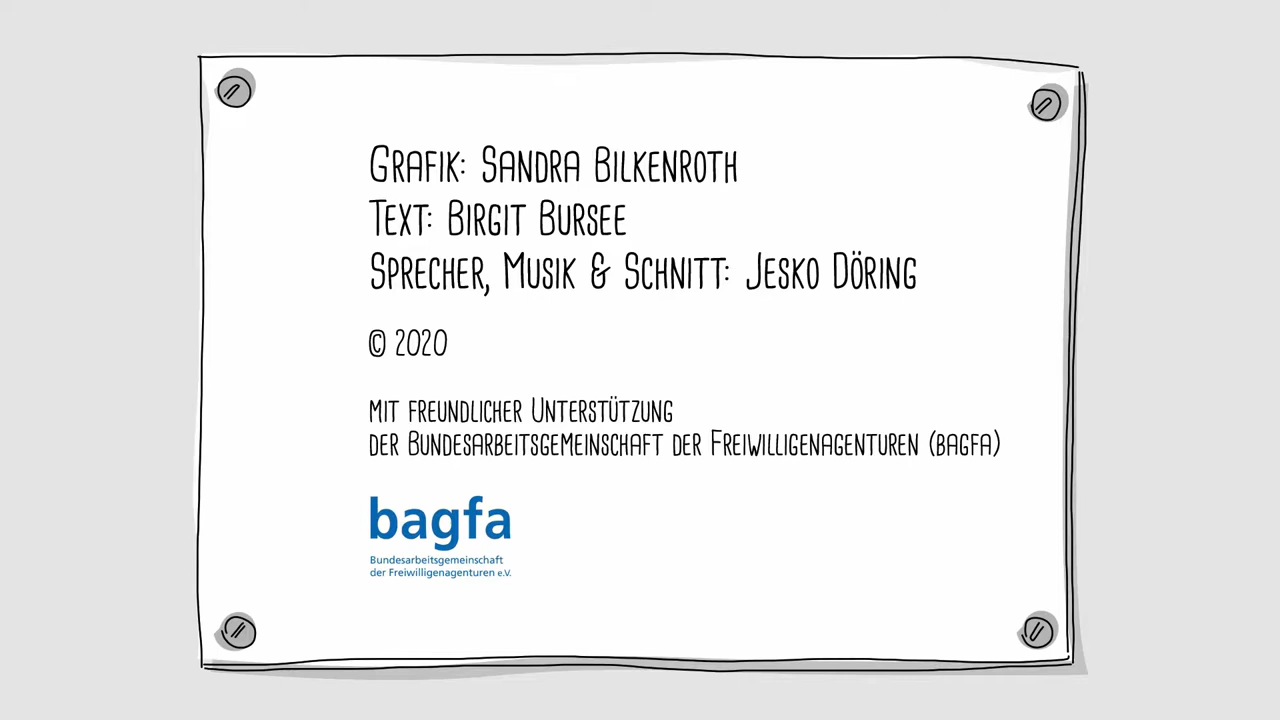 Grafik: Sandra Bilkenroth
Text: Birgit Bursee
Sprecher, Musik & Schnitt: Jesko Döring
© 2020
mit freundlicher Unterstützung
der Bundesarbeitsgemeinschaft der Freiwilligenagenturen (bagfa)
bagfa
Bundesarbeitsgemeinschaft
der Freiwilligenagenturen e.V.